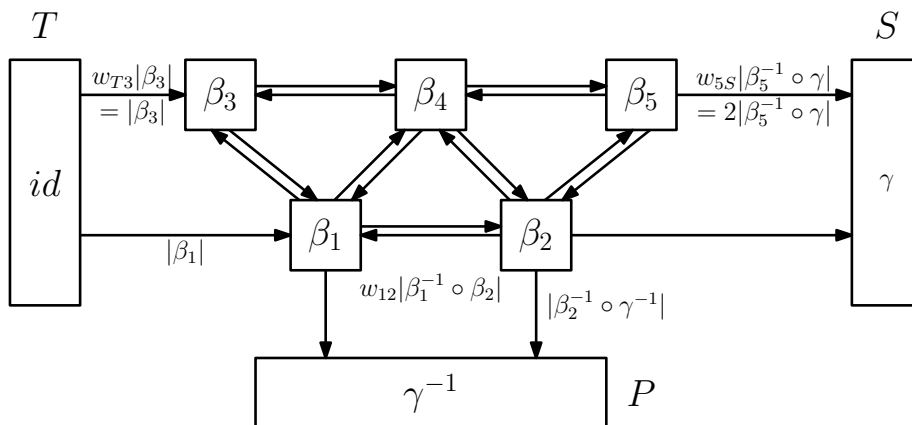 T S
w_{T3}|β_3| w_{5S}|β_5^{-1} ∘ γ|
β_3 β_4 β_5
= |β_3| = 2|β_5^{-1} ∘ γ|
id γ
β_1 β_2
|β_1|
w_{12}|β_1^{-1} ∘ β_2| |β_2^{-1} ∘ γ^{-1}|
γ^{-1} P